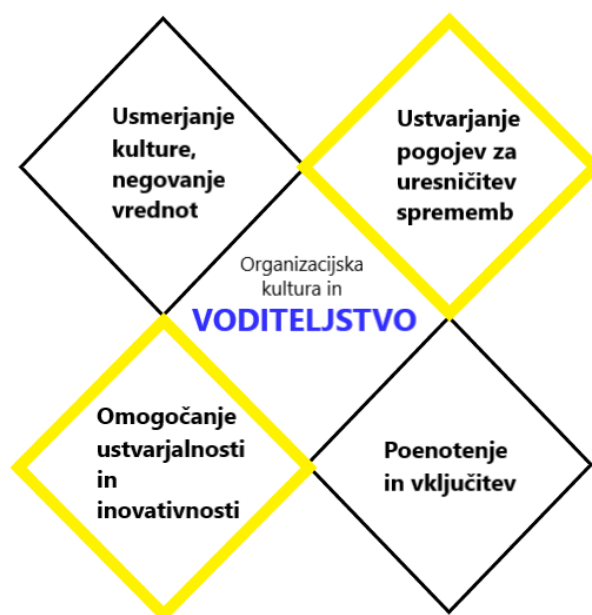 Usmerjanje
kulture,
negovanje
vrednot
Ustvarjanje
pogojev za
uresničitev
sprememb
Organizacijska
kultura in
VODITELJSTVO
Omogočanje
ustvarjalnosti
in
inovativnosti
Poenotenje
in vključitev